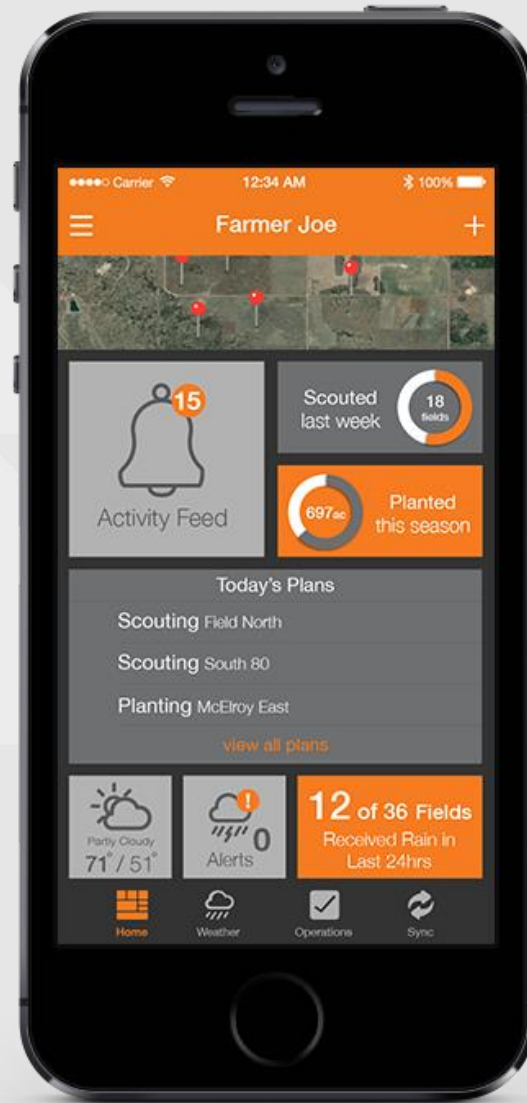 Carrier 12:34 AM 100%
Farmer Joe
15
Activity Feed
Scouted
last week
18
fields
697ac
Planted
this season
Today's Plans
Scouting Field North
Scouting South 80
Planting McElroy East
view all plans
Partly Cloudy
71°/51°
! 0
Alerts
12 of 36 Fields
Received Rain in
Last 24hrs
Home Weather Operations Sync